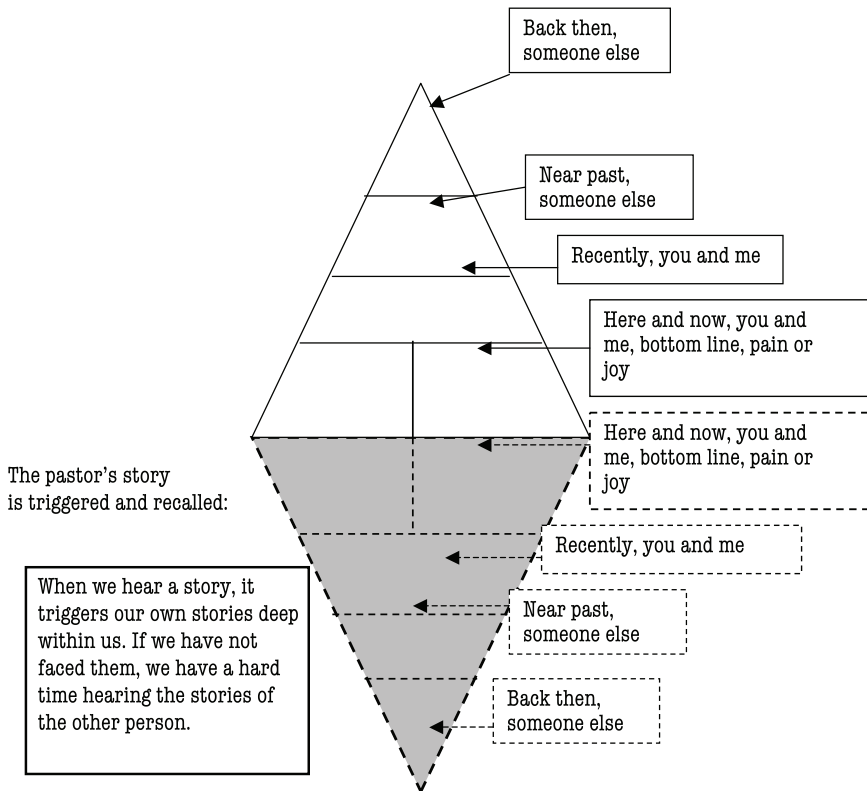 Back then,
someone else
Near past,
someone else
Recently, you and me
Here and now, you and
me, bottom line, pain or
joy
Here and now, you and
me, bottom line, pain or
joy
The pastor's story
is triggered and recalled:
Recently, you and me
When we hear a story, it
triggers our own stories deep
within us. If we have not
faced them, we have a hard
time hearing the stories of
the other person.
Near past,
someone else
Back then,
someone else